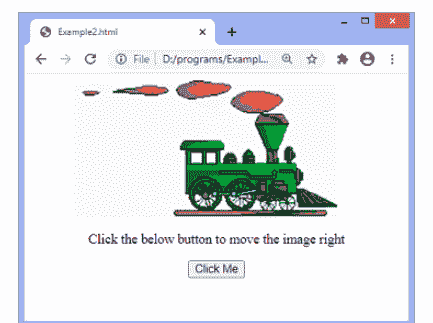 Example2.html
File | D:/programs/Exampl...
Click the below button to move the image right
Click Me